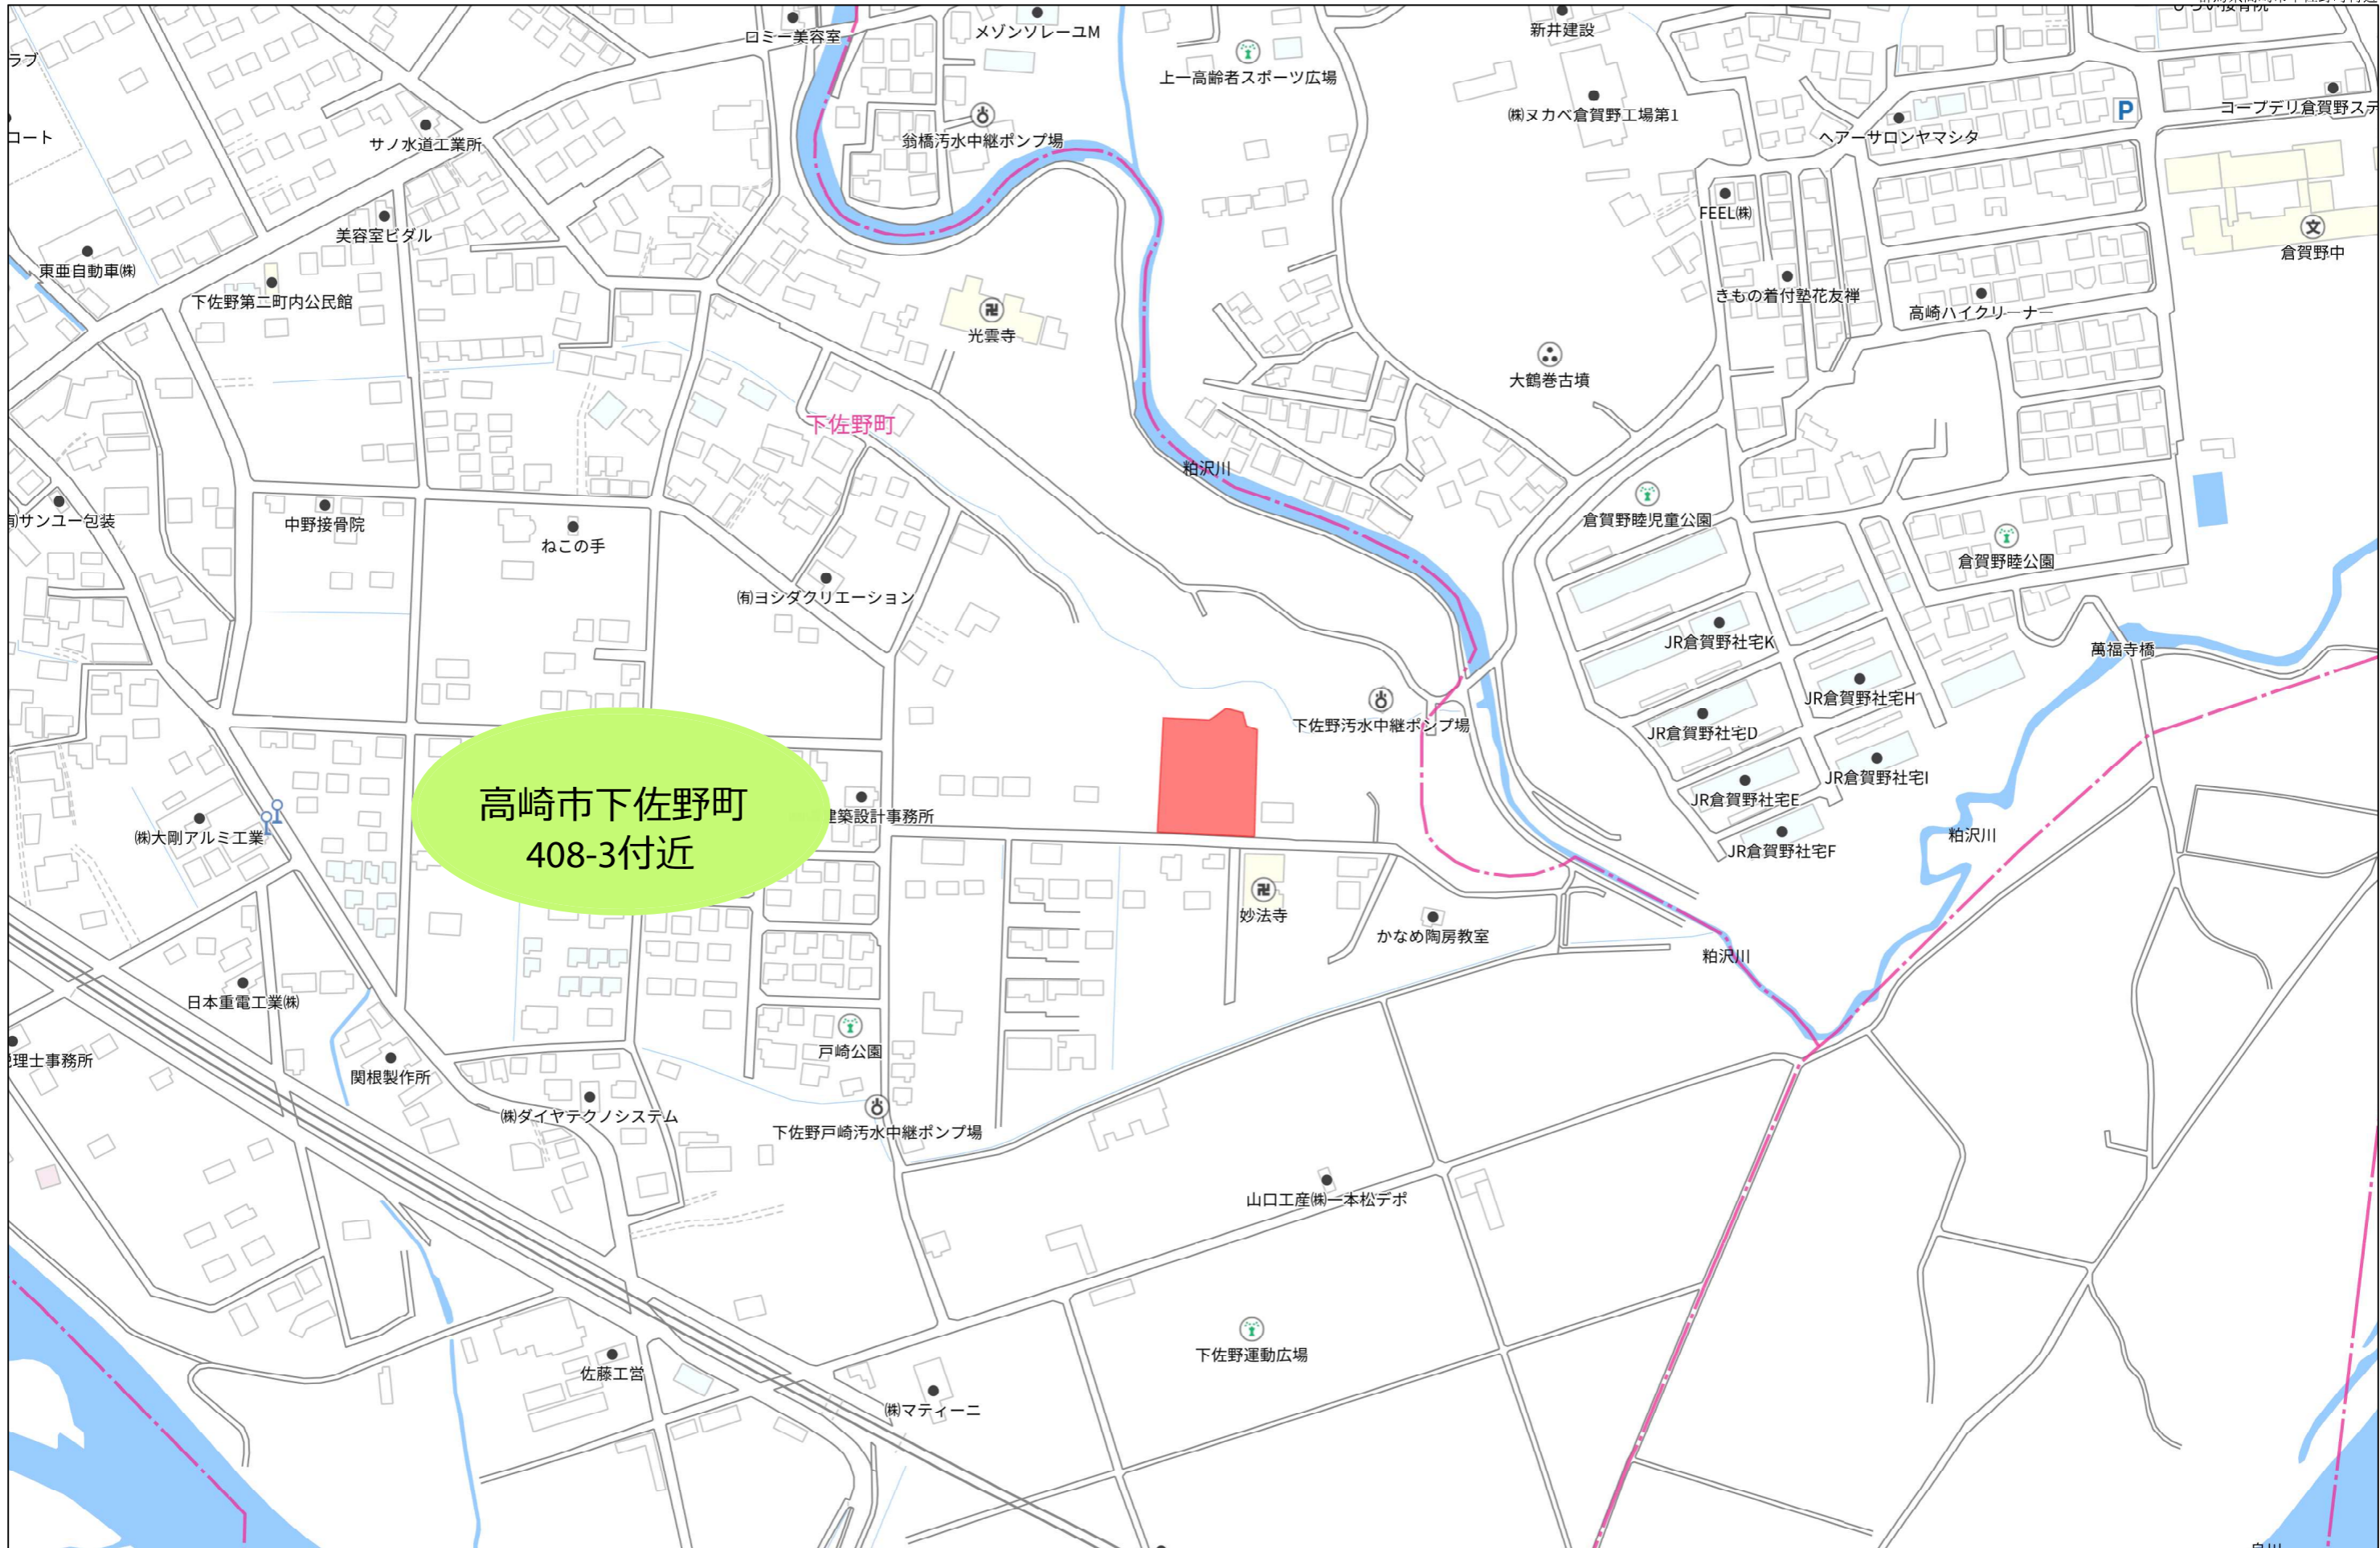 ロミー美容室
メゾンソレーユM
新井建設
ラブ
上一高齢者スポーツ広場
㈱ヌカベ倉賀野工場第1
コープデリ倉賀野ステ
コート
サノ水道工業所
翁橋汚水中継ポンプ場
ヘアーサロンヤマシタ
P
FEEL㈱
美容室ビダル
文
倉賀野中
東亜自動車㈱
下佐野第二町内公民館
きもの着付塾花友禅
高崎ハイクリーナー
光雲寺
大鶴巻古墳
下佐野町
粕沢川
サンユー包装
中野接骨院
ねこの手
倉賀野睦児童公園
倉賀野睦公園
㈲ヨシダクリエーション
JR倉賀野社宅K
萬福寺橋
JR倉賀野社宅H
下佐野汚水中継ポンプ場
JR倉賀野社宅D
JR倉賀野社宅I
高崎市下佐野町
408-3付近
JR倉賀野社宅E
建築設計事務所
㈱大剛アルミ工業
粕沢川
JR倉賀野社宅F
妙法寺
かなめ陶房教室
粕沢川
日本重電工業㈱
戸崎公園
理士事務所
関根製作所
㈱ダイヤテクノシステム
下佐野戸崎汚水中継ポンプ場
山口工産㈱一本松デポ
下佐野運動広場
佐藤工営
㈱マティーニ